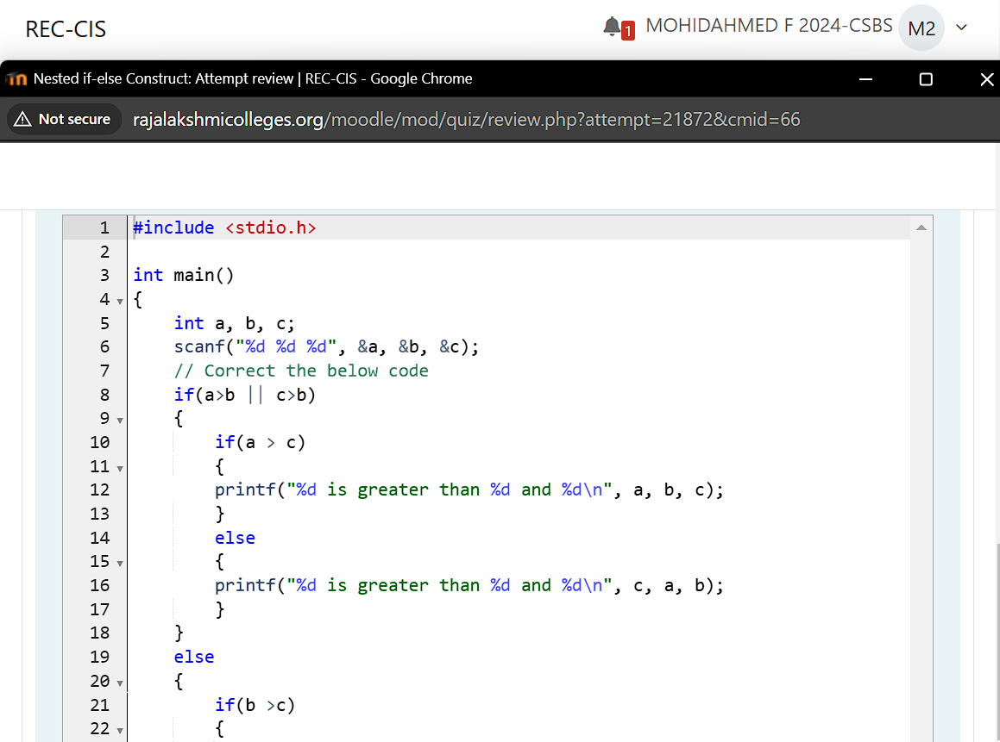 REC-CIS
1 MOHIDAHMED F 2024-CSBS M2
Nested if-else Construct: Attempt review | REC-CIS - Google Chrome
Not secure rajalakshmicolleges.org/moodle/mod/quiz/review.php?attempt=21872&cmid=66
1 #include <stdio.h>
2
3 int main()
4 {
5     int a, b, c;
6     scanf("%d %d %d", &a, &b, &c);
7     // Correct the below code
8     if(a>b || c>b)
9     {
10         if(a > c)
11         {
12         printf("%d is greater than %d and %d\n", a, b, c);
13         }
14         else
15         {
16         printf("%d is greater than %d and %d\n", c, a, b);
17         }
18     }
19     else
20     {
21         if(b >c)
22         {